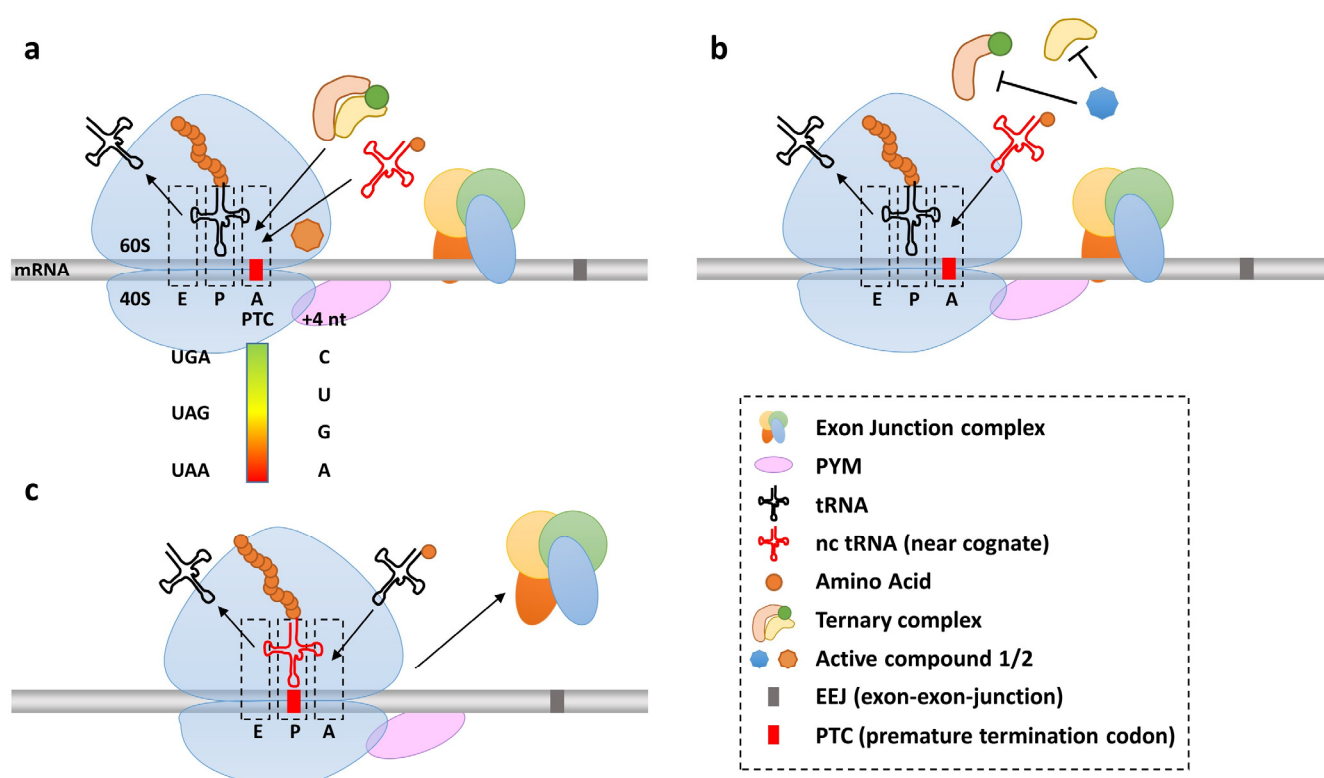 a
60S
mRNA
40S
E P A
PTC +4 nt
UGA C
U
UAG
G
UAA A
b
E P A
c
E P A
Exon Junction complex
PYM
tRNA
nc tRNA (near cognate)
Amino Acid
Ternary complex
Active compound 1/2
EEJ (exon-exon-junction)
PTC (premature termination codon)